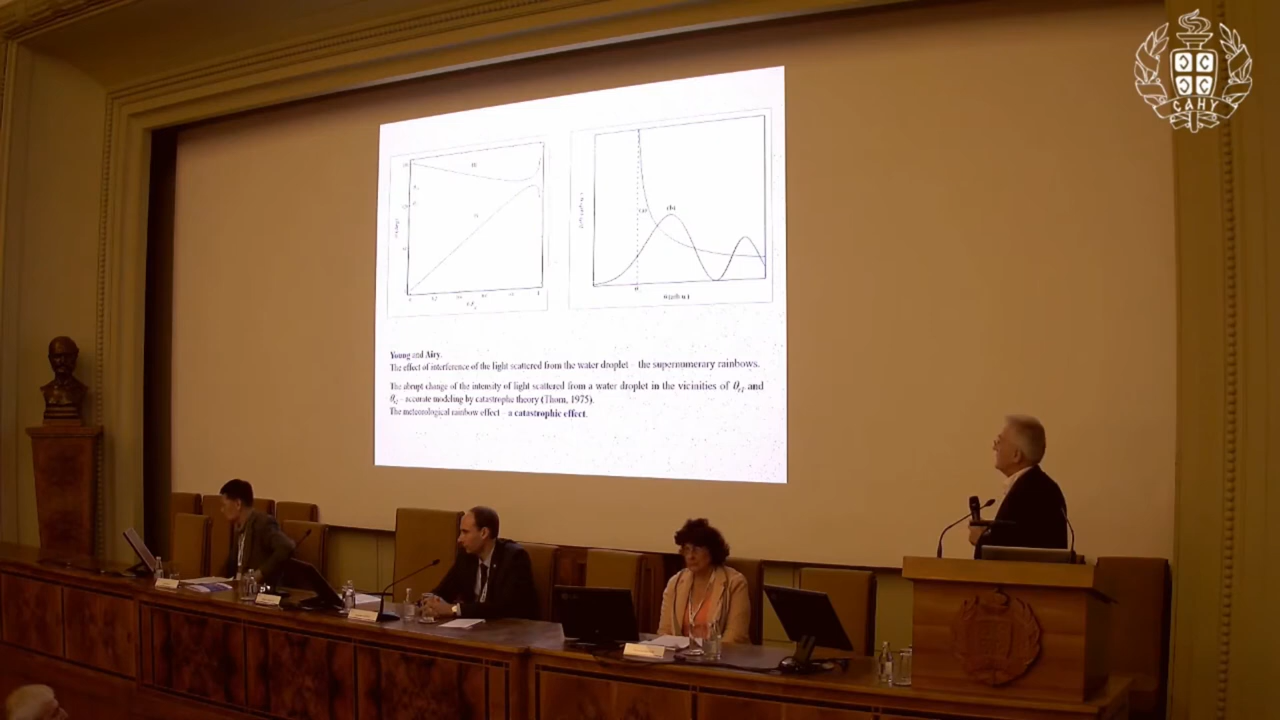 САНУ
(b)
Young and Airy.
The effect of interference of the light scattered from the water droplet – the supernumerary rainbows.
The abrupt change of the intensity of light scattered from a water droplet in the vicinities of θ and
θ – accurate modeling by catastrophe theory (Thom, 1975).
The meteorological rainbow effect – a catastrophic effect.